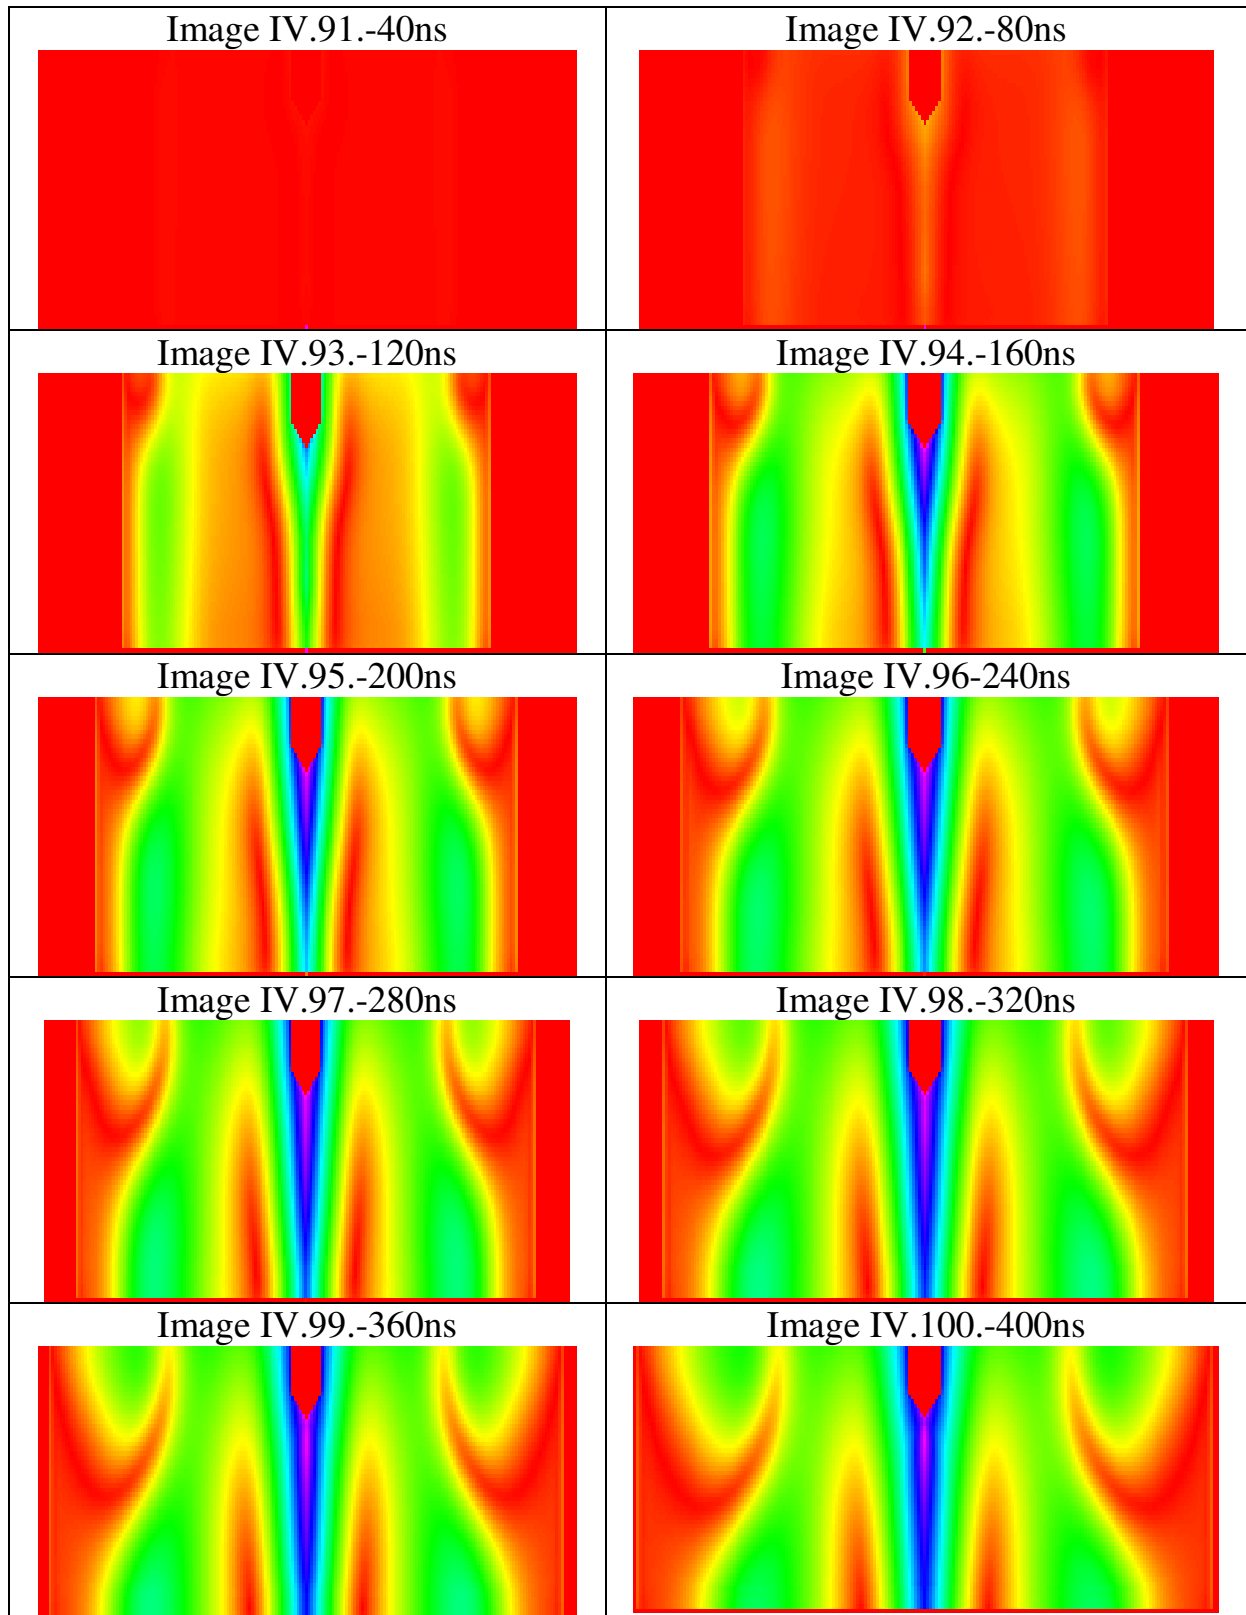 Image IV.91.-40ns
Image IV.92.-80ns
Image IV.93.-120ns
Image IV.94.-160ns
Image IV.95.-200ns
Image IV.96-240ns
Image IV.97.-280ns
Image IV.98.-320ns
Image IV.99.-360ns
Image IV.100.-400ns